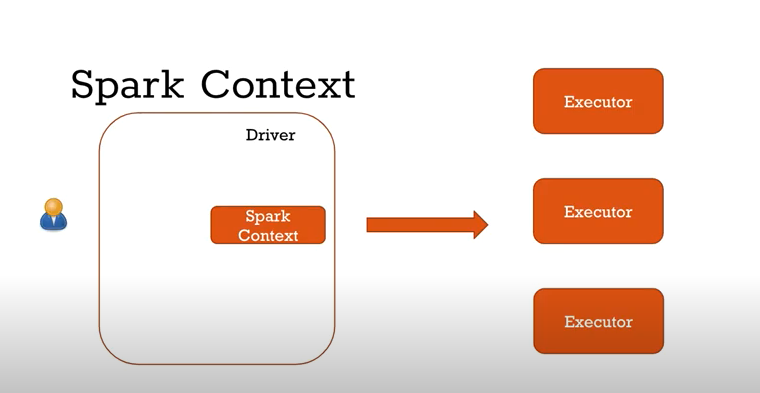 Spark Context
Driver
Spark
Context
Executor
Executor
Executor